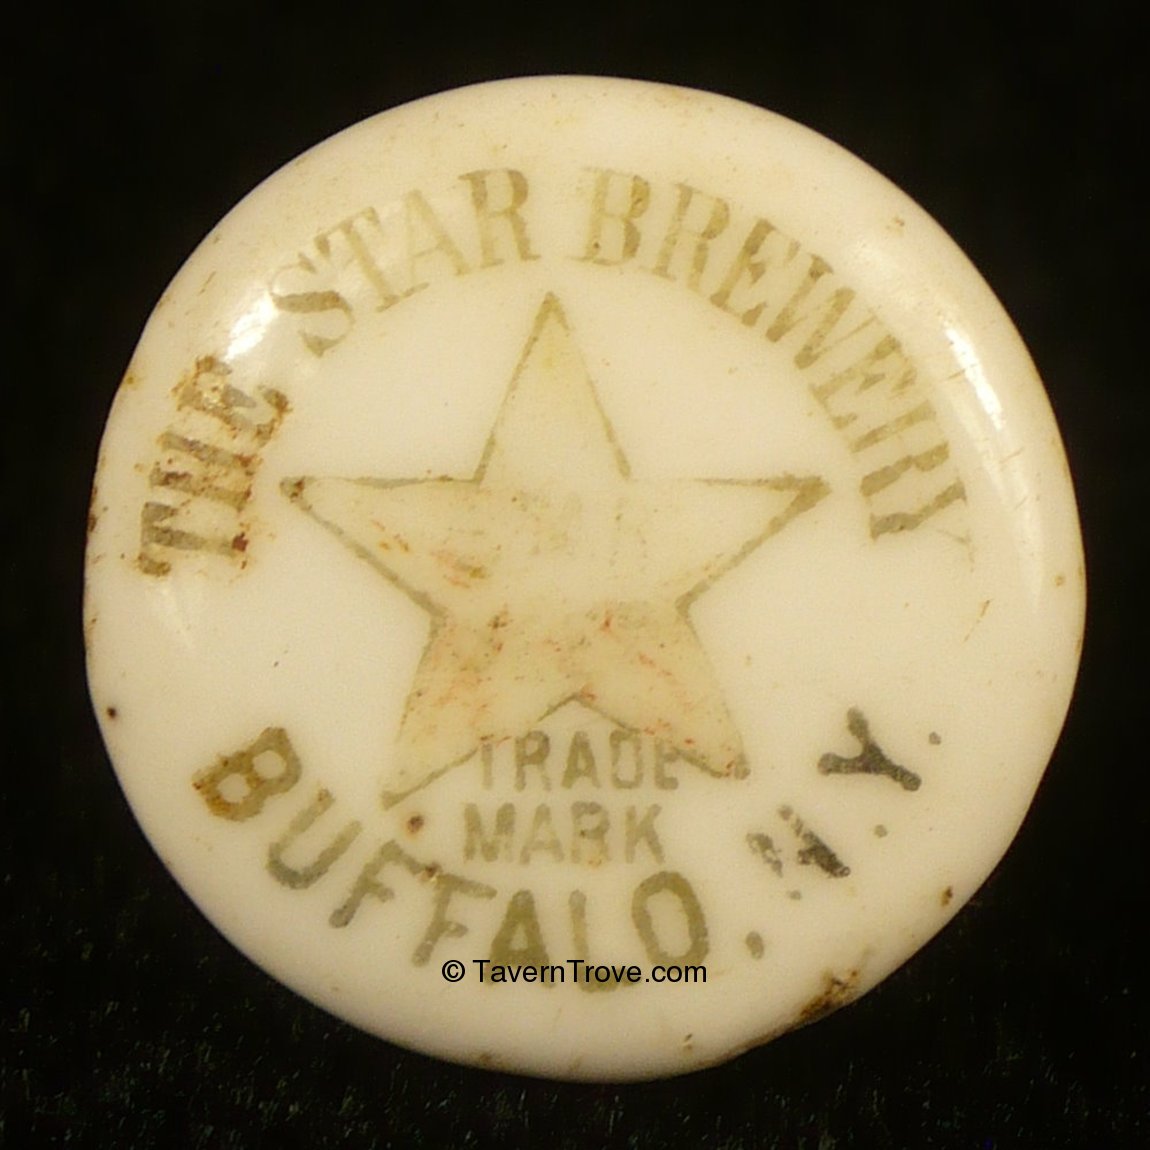 THE STAR BREWERY
TRADE
MARK
BUFFALO, N.Y.
© TavernTrove.com